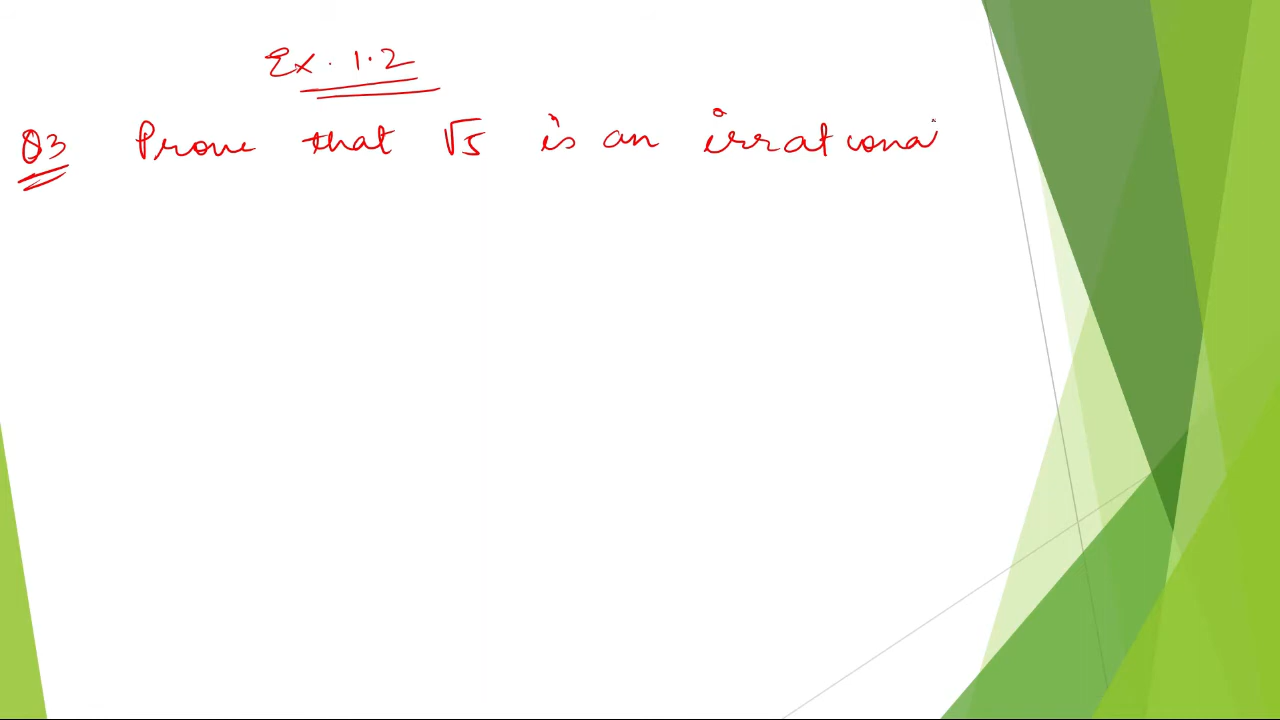 Ex. 1.2
Q3 Prove that √5 is an irrationa